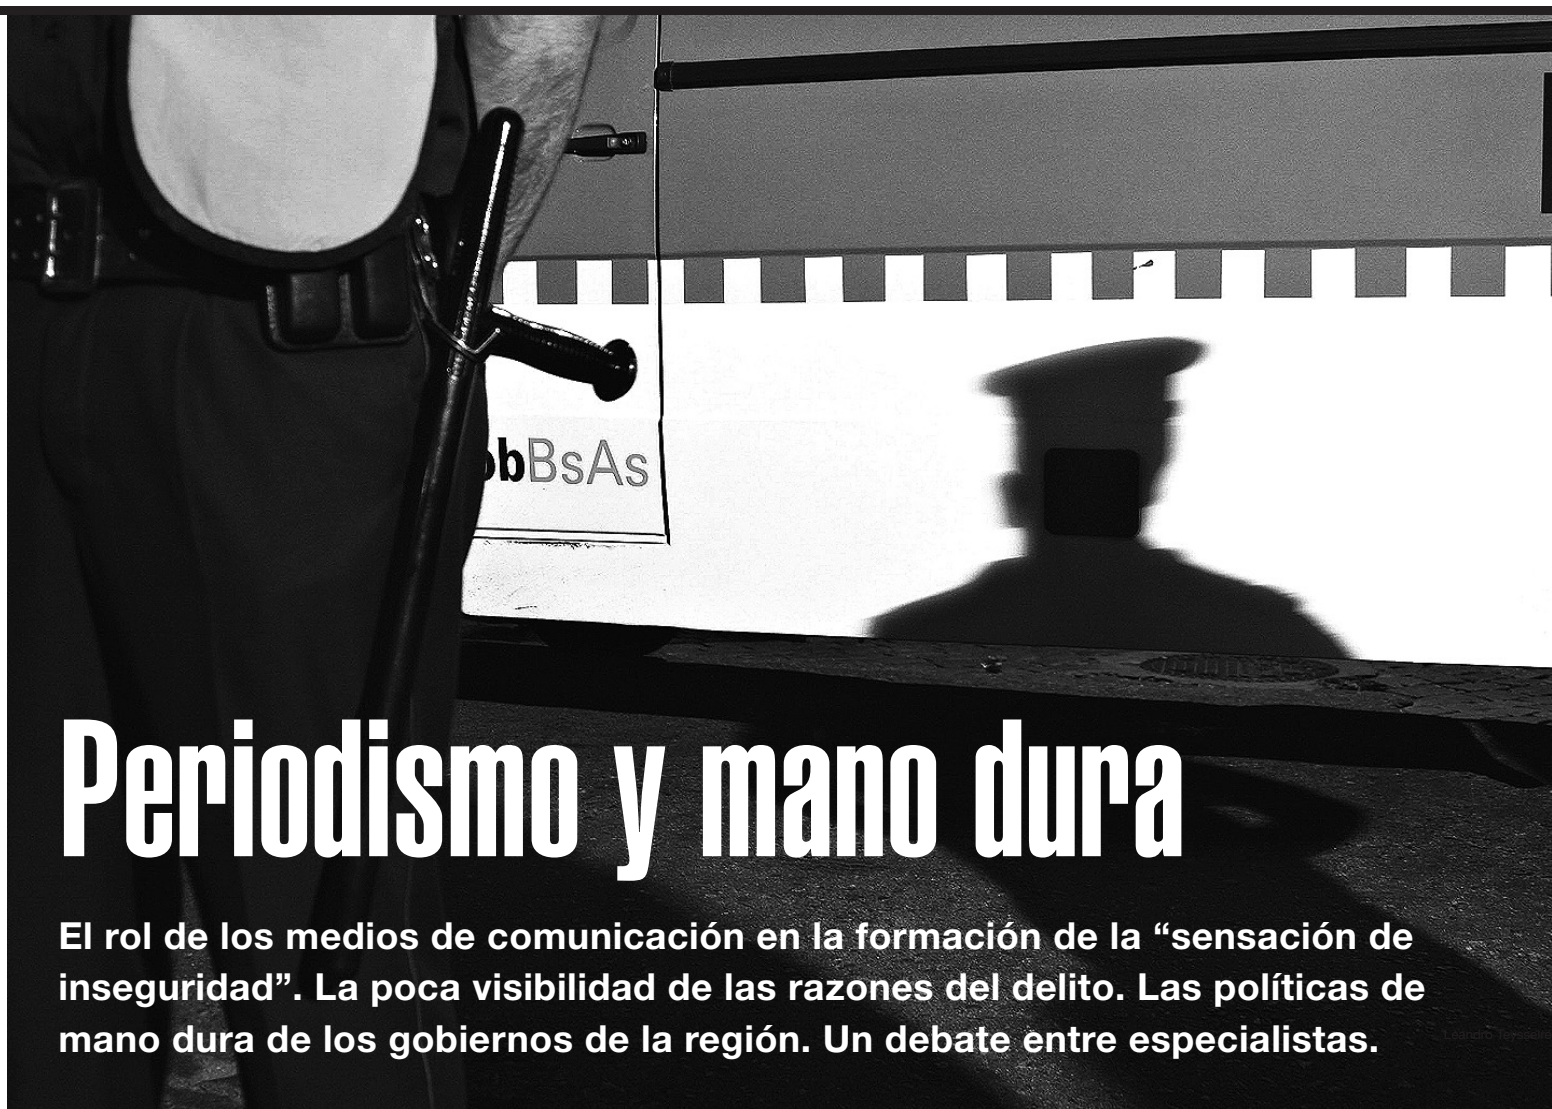 obBsAs
Periodismo y mano dura
El rol de los medios de comunicación en la formación de la “sensación de
inseguridad”. La poca visibilidad de las razones del delito. Las políticas de
mano dura de los gobiernos de la región. Un debate entre especialistas.